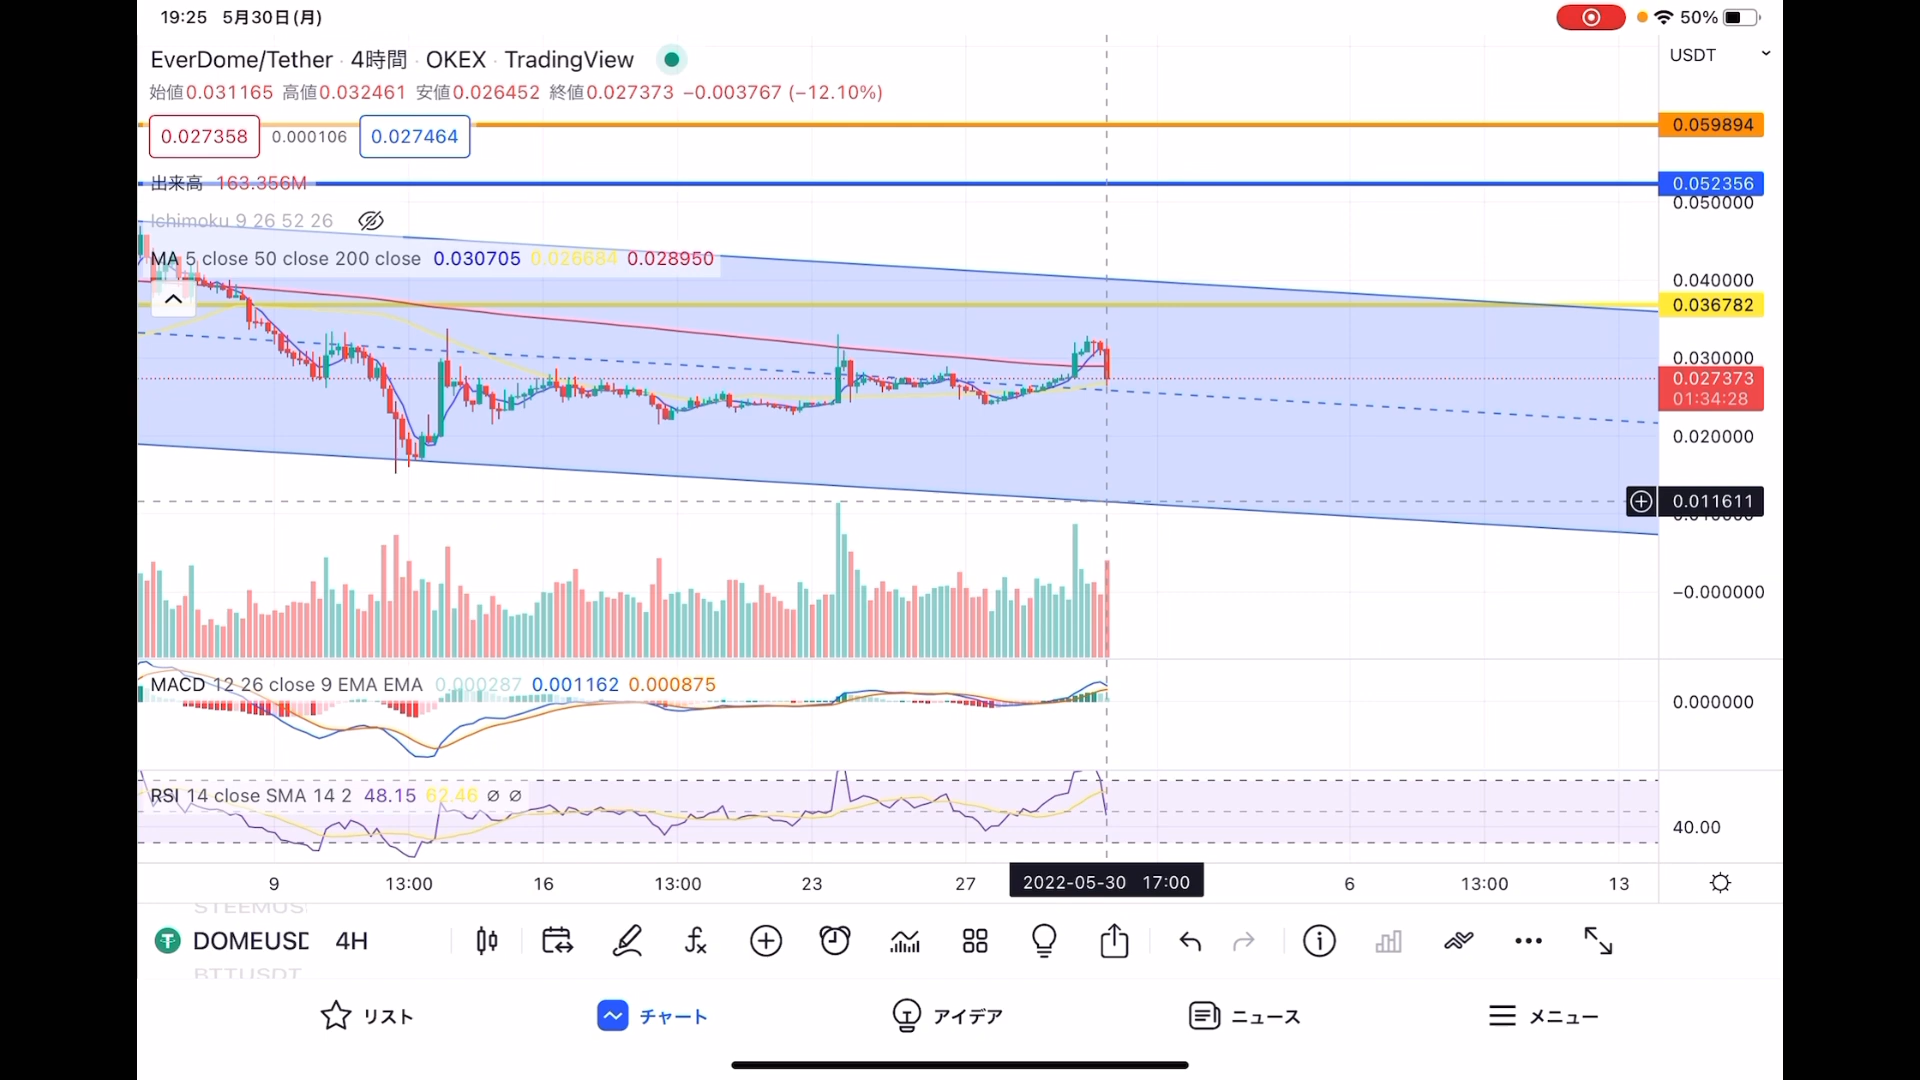 19:25 5月30日(月)
50%
EverDome/Tether · 4時間 · OKEX · TradingView
USDT
始値0.031165 高値0.032461 安値0.026452 終値0.027373 −0.003767 (−12.10%)
0.059894
0.027358 0.000106 0.027464
出来高 163.356M
0.052356
0.050000
Ichimoku 9 26 52 26
MA 5 close 50 close 200 close 0.030705 0.026684 0.028950
0.040000
0.036782
0.030000
0.027373
01:34:28
0.020000
0.011611
−0.000000
MACD 12 26 close 9 EMA EMA 0.000287 0.001162 0.000875
0.000000
RSI 14 close SMA 14 2 48.15 62.46 ∅ ∅
40.00
9 13:00 16 13:00 23 27 2022-05-30 17:00 6 13:00 13
STEEMUS
DOMEUSD 4H
BTTUSDT
リスト チャート アイデア ニュース メニュー